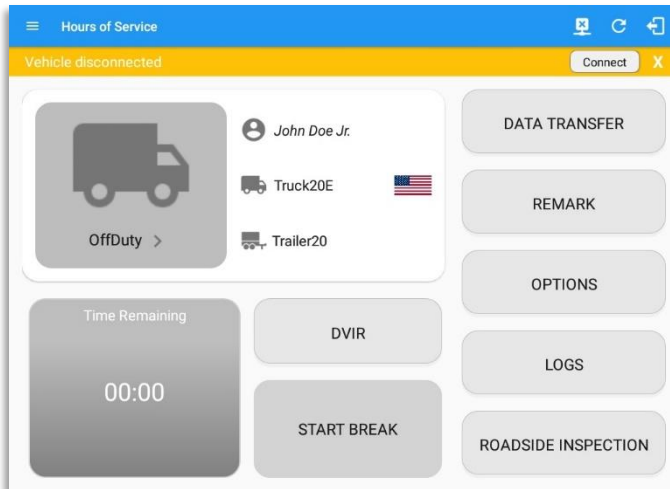 Hours of Service
Vehicle disconnected
Connect X
John Doe Jr.
Truck20E
Trailer20
OffDuty >
Time Remaining
00:00
DVIR
START BREAK
DATA TRANSFER
REMARK
OPTIONS
LOGS
ROADSIDE INSPECTION